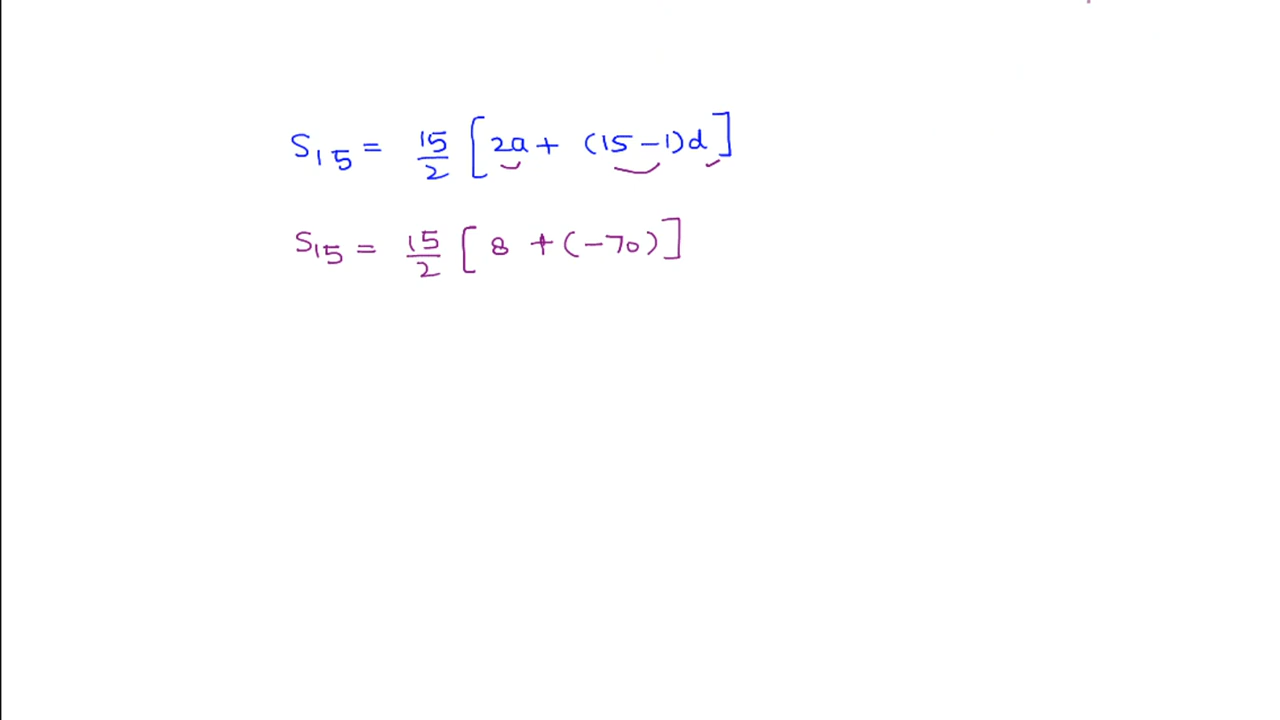 S₁₅ = 15/2 [2a + (15 - 1)d]
S₁₅ = 15/2 [8 + (-70)]